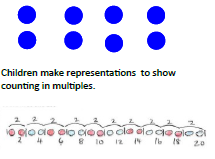 Children make representations to show
counting in multiples.
2 2 2 2 2 2 2 2 2 2
2 4 6 8 10 12 14 16 18 20